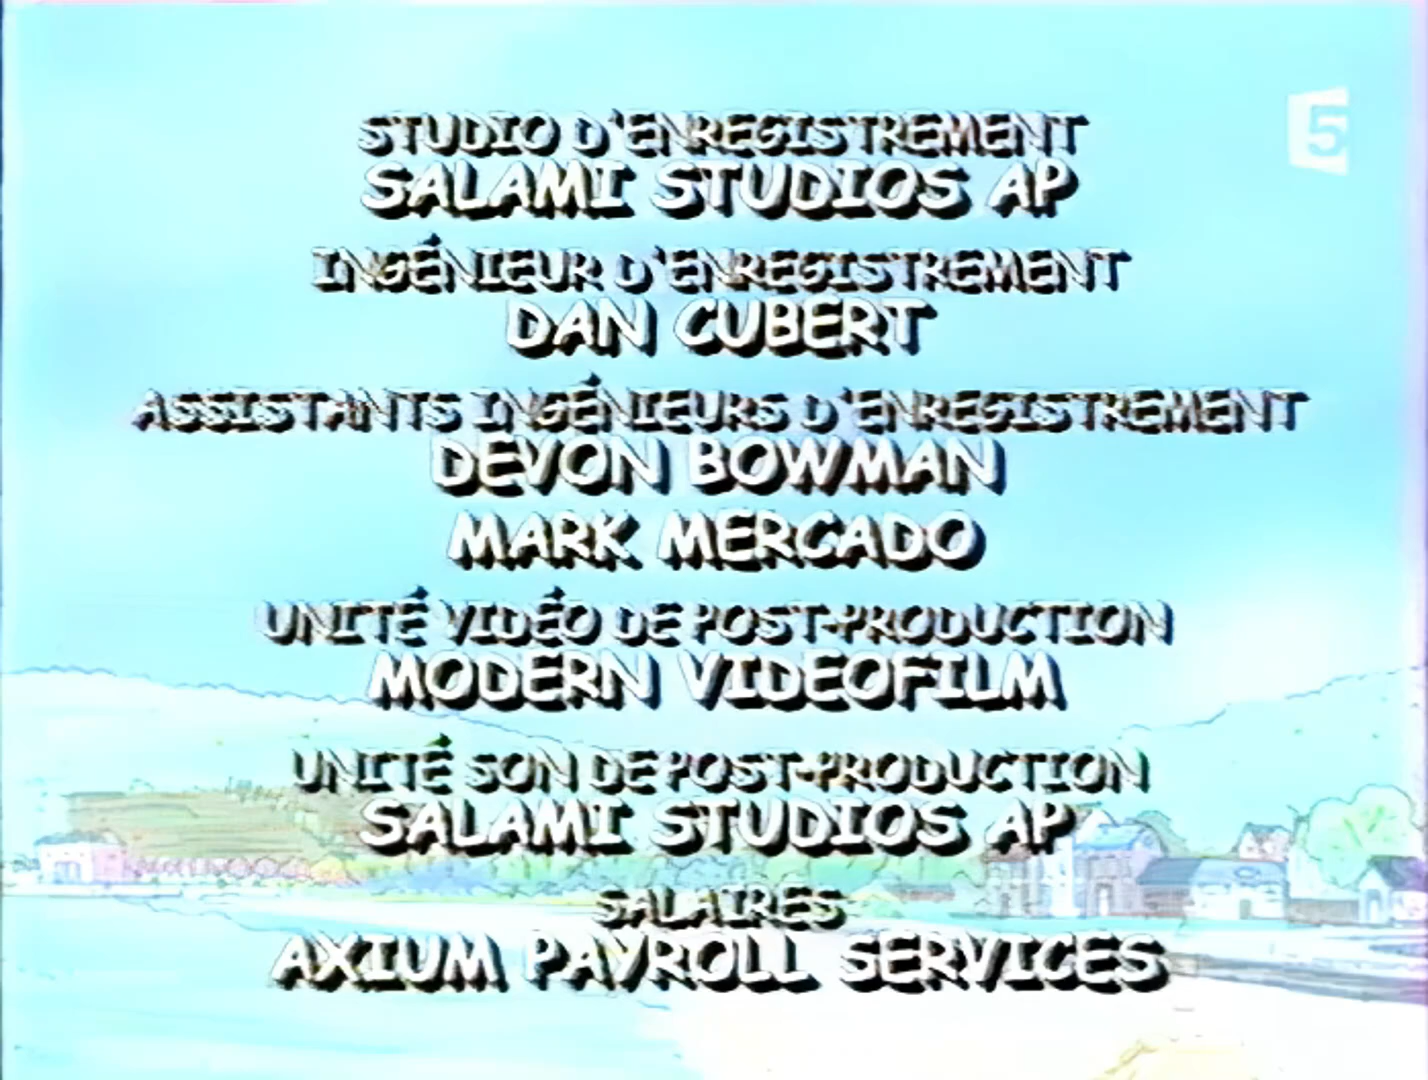 STUDIO D'ENREGISTREMENT
SALAMI STUDIOS AP
INGÉNIEUR D'ENREGISTREMENT
DAN CUBERT
ASSISTANTS INGÉNIEURS D'ENREGISTREMENT
DEVON BOWMAN
MARK MERCADO
UNITÉ VIDÉO DE POST-PRODUCTION
MODERN VIDEOFILM
UNITÉ SON DE POST-PRODUCTION
SALAMI STUDIOS AP
SALAIRES
AXIUM PAYROLL SERVICES
5